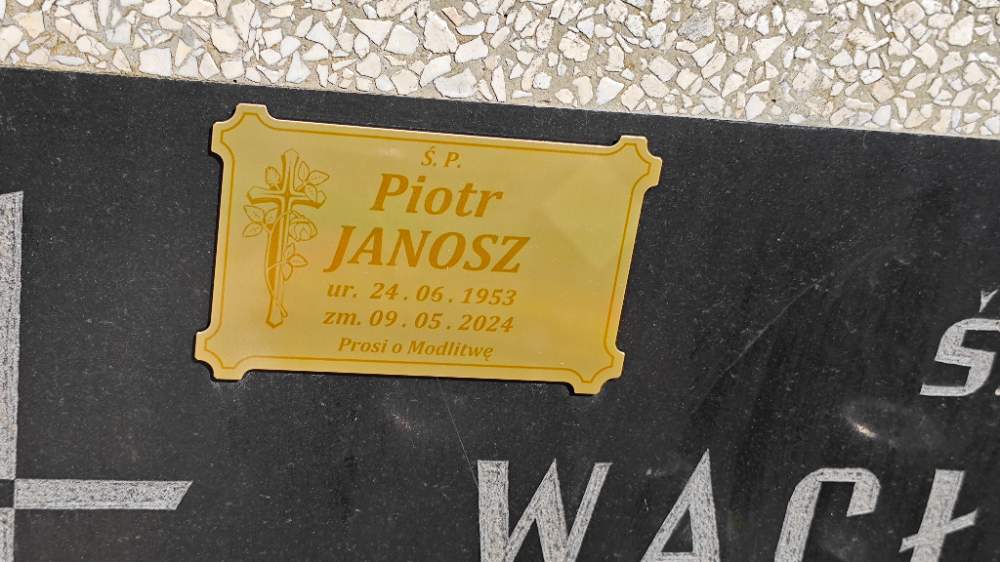 Ś. P.
Piotr
JANOSZ
ur. 24.06.1953
zm. 09.05.2024
Prosi o Modlitwę